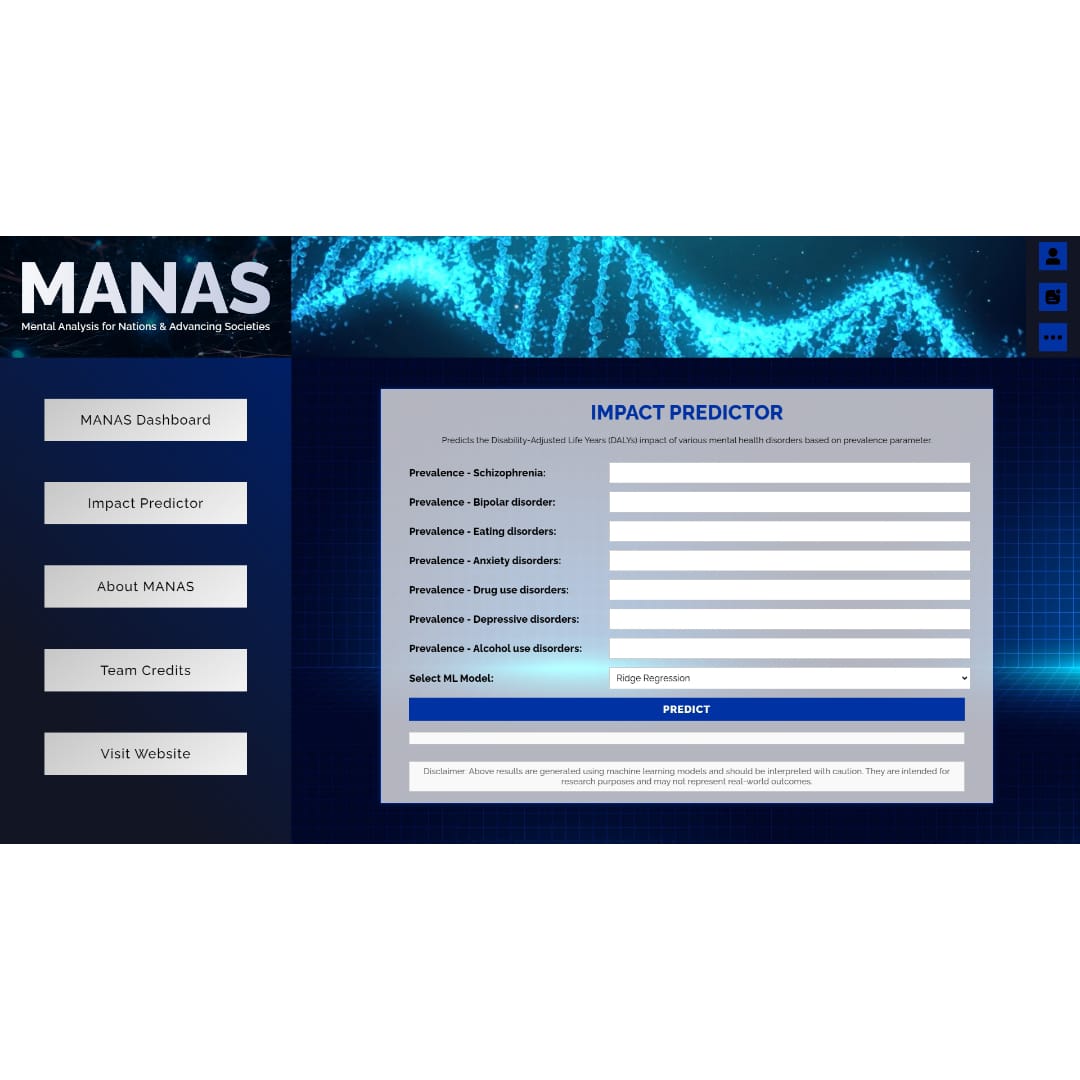 MANAS
Mental Analysis for Nations & Advancing Societies
MANAS Dashboard
Impact Predictor
About MANAS
Team Credits
Visit Website
IMPACT PREDICTOR
Predicts the Disability-Adjusted Life Years (DALYs) impact of various mental health disorders based on prevalence parameter.
Prevalence - Schizophrenia:
Prevalence - Bipolar disorder:
Prevalence - Eating disorders:
Prevalence - Anxiety disorders:
Prevalence - Drug use disorders:
Prevalence - Depressive disorders:
Prevalence - Alcohol use disorders:
Select ML Model: Ridge Regression
PREDICT
Disclaimer: Above results are generated using machine learning models and should be interpreted with caution. They are intended for
research purposes and may not represent real-world outcomes.